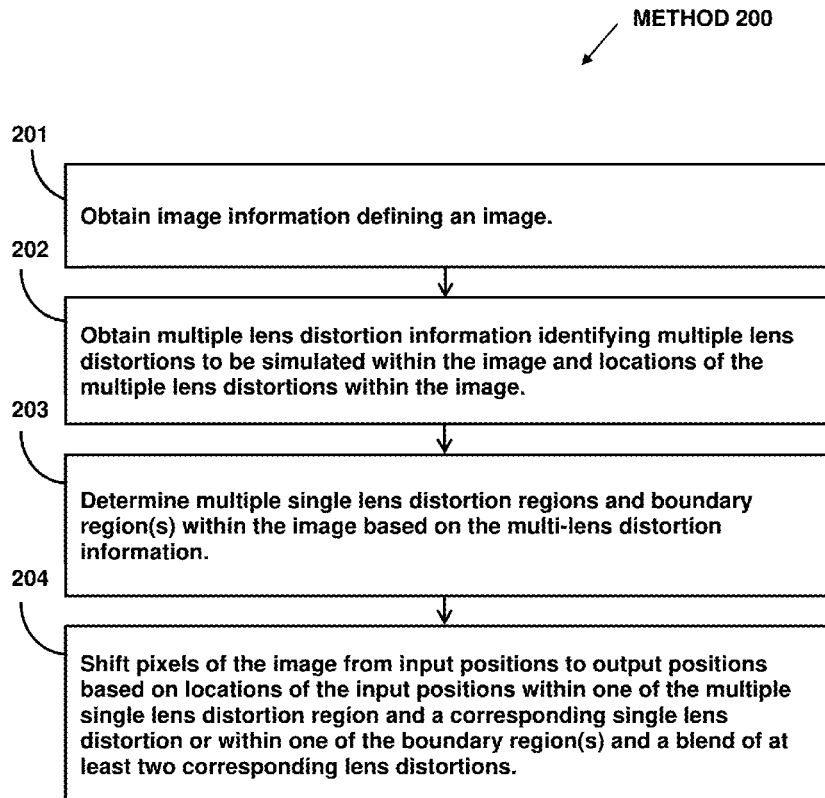 METHOD 200
201
Obtain image information defining an image.
202
Obtain multiple lens distortion information identifying multiple lens
distortions to be simulated within the image and locations of the
multiple lens distortions within the image.
203
Determine multiple single lens distortion regions and boundary
region(s) within the image based on the multi-lens distortion
information.
204
Shift pixels of the image from input positions to output positions
based on locations of the input positions within one of the multiple
single lens distortion region and a corresponding single lens
distortion or within one of the boundary region(s) and a blend of at
least two corresponding lens distortions.